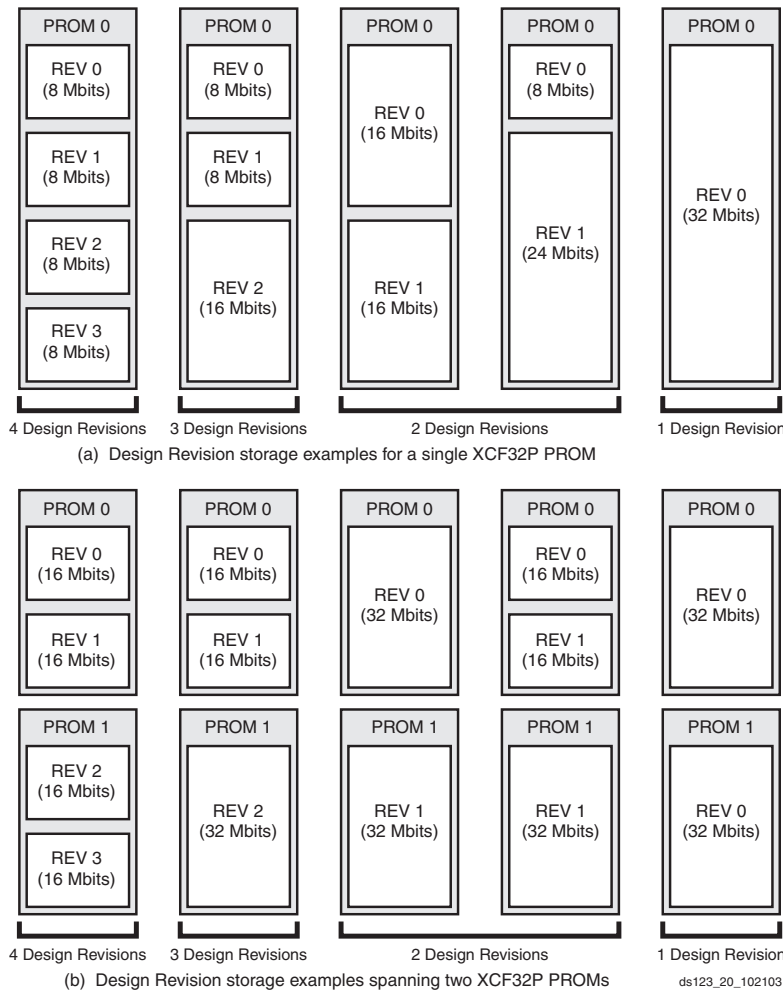 PROM 0
REV 0
(8 Mbits)
REV 1
(8 Mbits)
REV 2
(8 Mbits)
REV 3
(8 Mbits)
4 Design Revisions
PROM 0
REV 0
(8 Mbits)
REV 1
(8 Mbits)
REV 2
(16 Mbits)
3 Design Revisions
PROM 0
REV 0
(16 Mbits)
REV 1
(16 Mbits)
PROM 0
REV 0
(8 Mbits)
REV 1
(24 Mbits)
2 Design Revisions
PROM 0
REV 0
(32 Mbits)
1 Design Revision
(a) Design Revision storage examples for a single XCF32P PROM
PROM 0
REV 0
(16 Mbits)
REV 1
(16 Mbits)
PROM 1
REV 2
(16 Mbits)
REV 3
(16 Mbits)
4 Design Revisions
PROM 0
REV 0
(16 Mbits)
REV 1
(16 Mbits)
PROM 1
REV 2
(32 Mbits)
3 Design Revisions
PROM 0
REV 0
(32 Mbits)
PROM 1
REV 1
(32 Mbits)
PROM 0
REV 0
(16 Mbits)
REV 1
(16 Mbits)
PROM 1
REV 1
(32 Mbits)
2 Design Revisions
PROM 0
REV 0
(32 Mbits)
PROM 1
REV 0
(32 Mbits)
1 Design Revision
(b) Design Revision storage examples spanning two XCF32P PROMs
ds123_20_102103